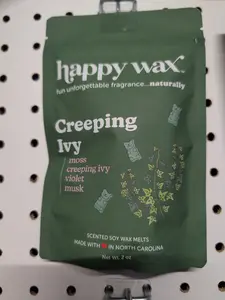 happy wax
fun unforgettable fragrance...naturally
Creeping
Ivy
moss
creeping ivy
violet
musk
SCENTED SOY WAX MELTS
MADE WITH IN NORTH CAROLINA
Net Wt. 2 oz